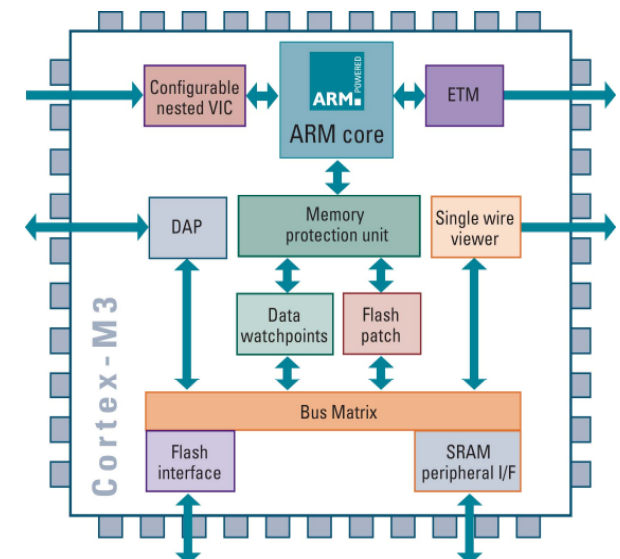 Configurable
nested VIC
ARM
POWERED
ARM core
ETM
DAP
Memory
protection unit
Single wire
viewer
Data
watchpoints
Flash
patch
Cortex-M3
Bus Matrix
Flash
interface
SRAM
peripheral I/F